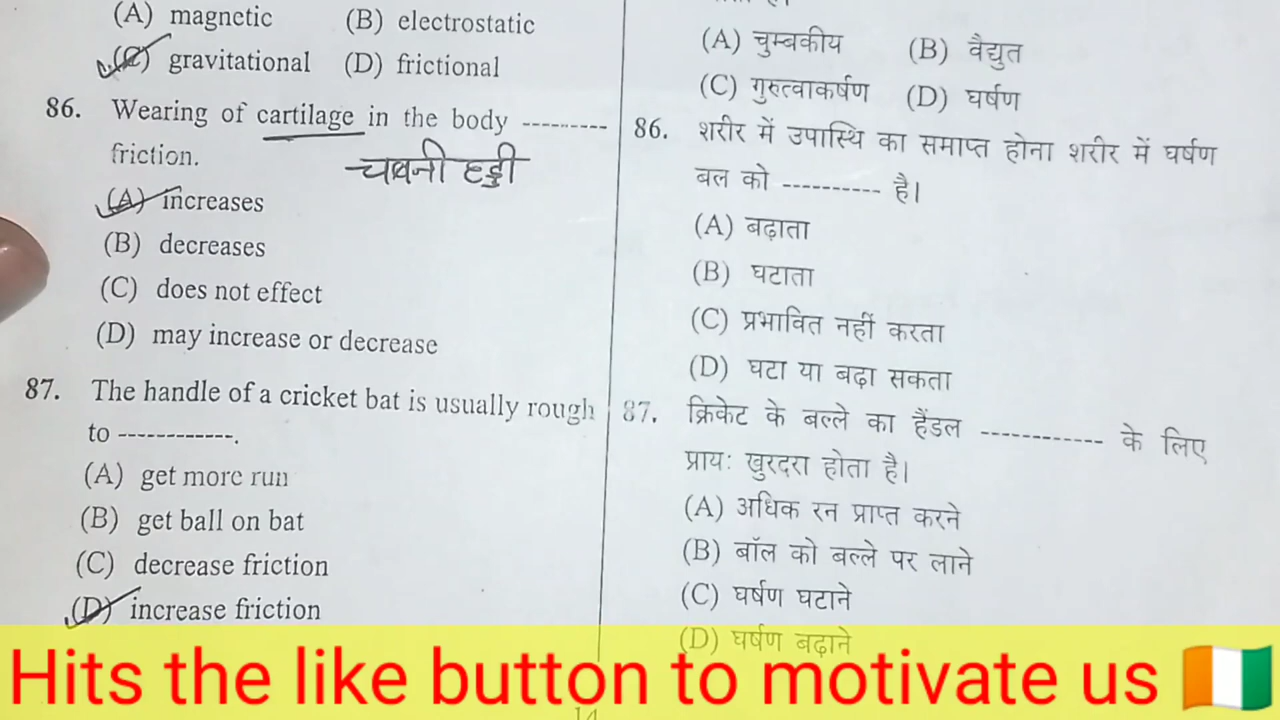 (A) magnetic (B) electrostatic
(C) gravitational (D) frictional
86. Wearing of cartilage in the body ----------
friction.
चबनी हड्डी
(A) increases
(B) decreases
(C) does not effect
(D) may increase or decrease
87. The handle of a cricket bat is usually rough
to ------------.
(A) get more run
(B) get ball on bat
(C) decrease friction
(D) increase friction
(A) चुम्बकीय (B) वैद्युत
(C) गुरुत्वाकर्षण (D) घर्षण
86. शरीर में उपास्थि का समाप्त होना शरीर में घर्षण
बल को ---------- है।
(A) बढ़ाता
(B) घटाता
(C) प्रभावित नहीं करता
(D) घटा या बढ़ा सकता
87. क्रिकेट के बल्ले का हैंडल ------------ के लिए
प्रायः खुरदरा होता है।
(A) अधिक रन प्राप्त करने
(B) बॉल को बल्ले पर लाने
(C) घर्षण घटाने
(D) घर्षण बढ़ाने
Hits the like button to motivate us
14